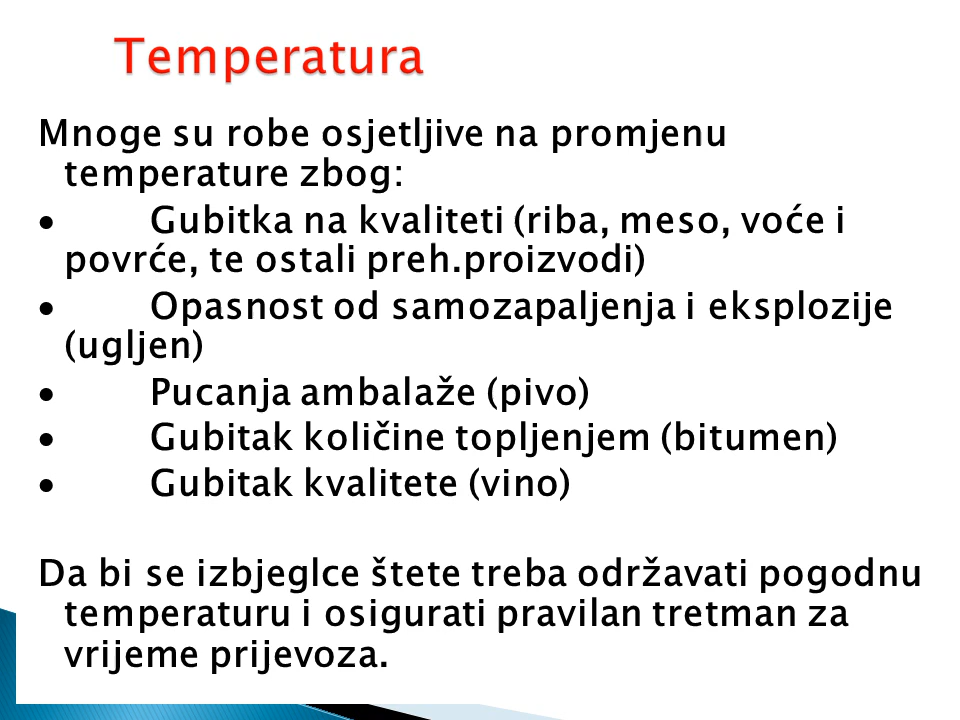 Temperatura
Mnoge su robe osjetljive na promjenu
temperature zbog:
• Gubitka na kvaliteti (riba, meso, voće i
povrće, te ostali preh.proizvodi)
• Opasnost od samozapaljenja i eksplozije
(ugljen)
• Pucanja ambalaže (pivo)
• Gubitak količine topljenjem (bitumen)
• Gubitak kvalitete (vino)
Da bi se izbjeglce štete treba održavati pogodnu
temperaturu i osigurati pravilan tretman za
vrijeme prijevoza.